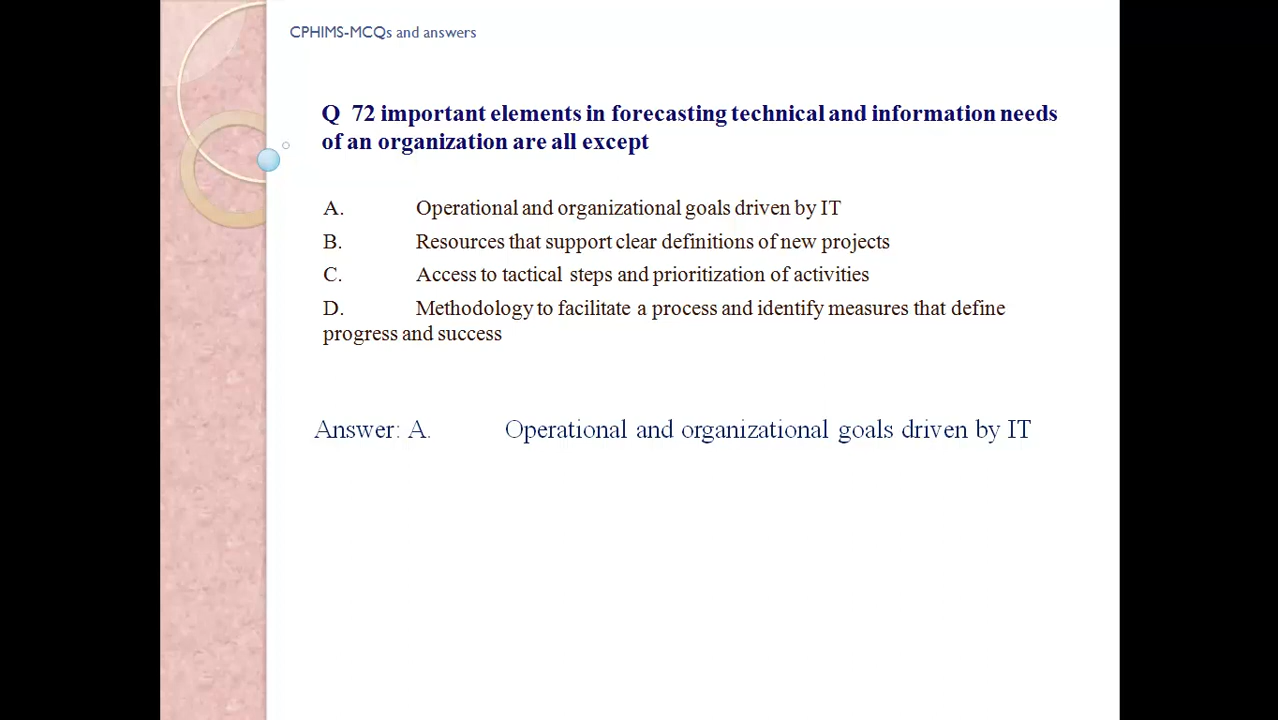 CPHIMS-MCQs and answers
Q 72 important elements in forecasting technical and information needs
of an organization are all except
A. Operational and organizational goals driven by IT
B. Resources that support clear definitions of new projects
C. Access to tactical steps and prioritization of activities
D. Methodology to facilitate a process and identify measures that define
progress and success
Answer: A. Operational and organizational goals driven by IT